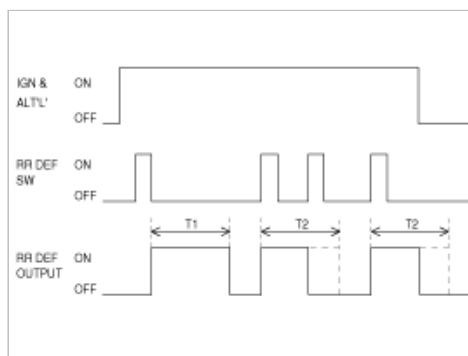 IGN & ON
ALT'L'
OFF
RR DEF ON
SW
OFF
T1 T2 T2
RR DEF ON
OUTPUT
OFF